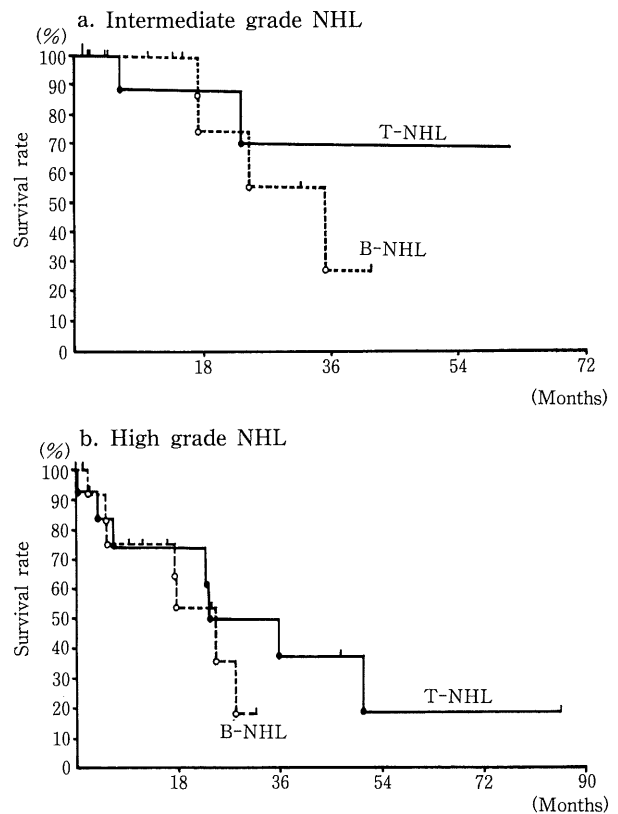 a. Intermediate grade NHL
(%)
100
90
80
70
60
50
40
30
20
10
0
Survival rate
T-NHL
B-NHL
18 36 54 72
(Months)
b. High grade NHL
(%)
100
90
80
70
60
50
40
30
20
10
0
Survival rate
T-NHL
B-NHL
18 36 54 72 90
(Months)